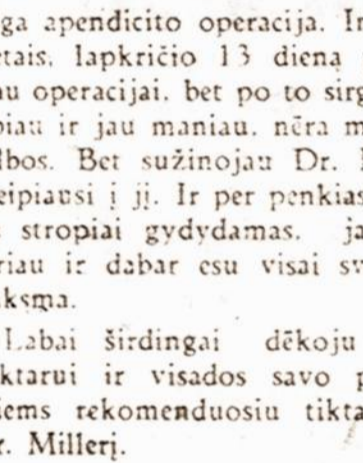 ga apendicito operacija. Ir
etais, lapkričio 13 diena
au operacijai, bet po to sirg
piau ir jau maniau, nėra m
lbos. Bet sužinojau Dr.
eipiausi į jį. Ir per penkias
stropiai gydydamas, ja
riau ir dabar esu visai sv
ksma.
Labai širdingai dėkoju
ktarui ir visados savo p
iems rekomenduosiu tikta
r. Millerį.